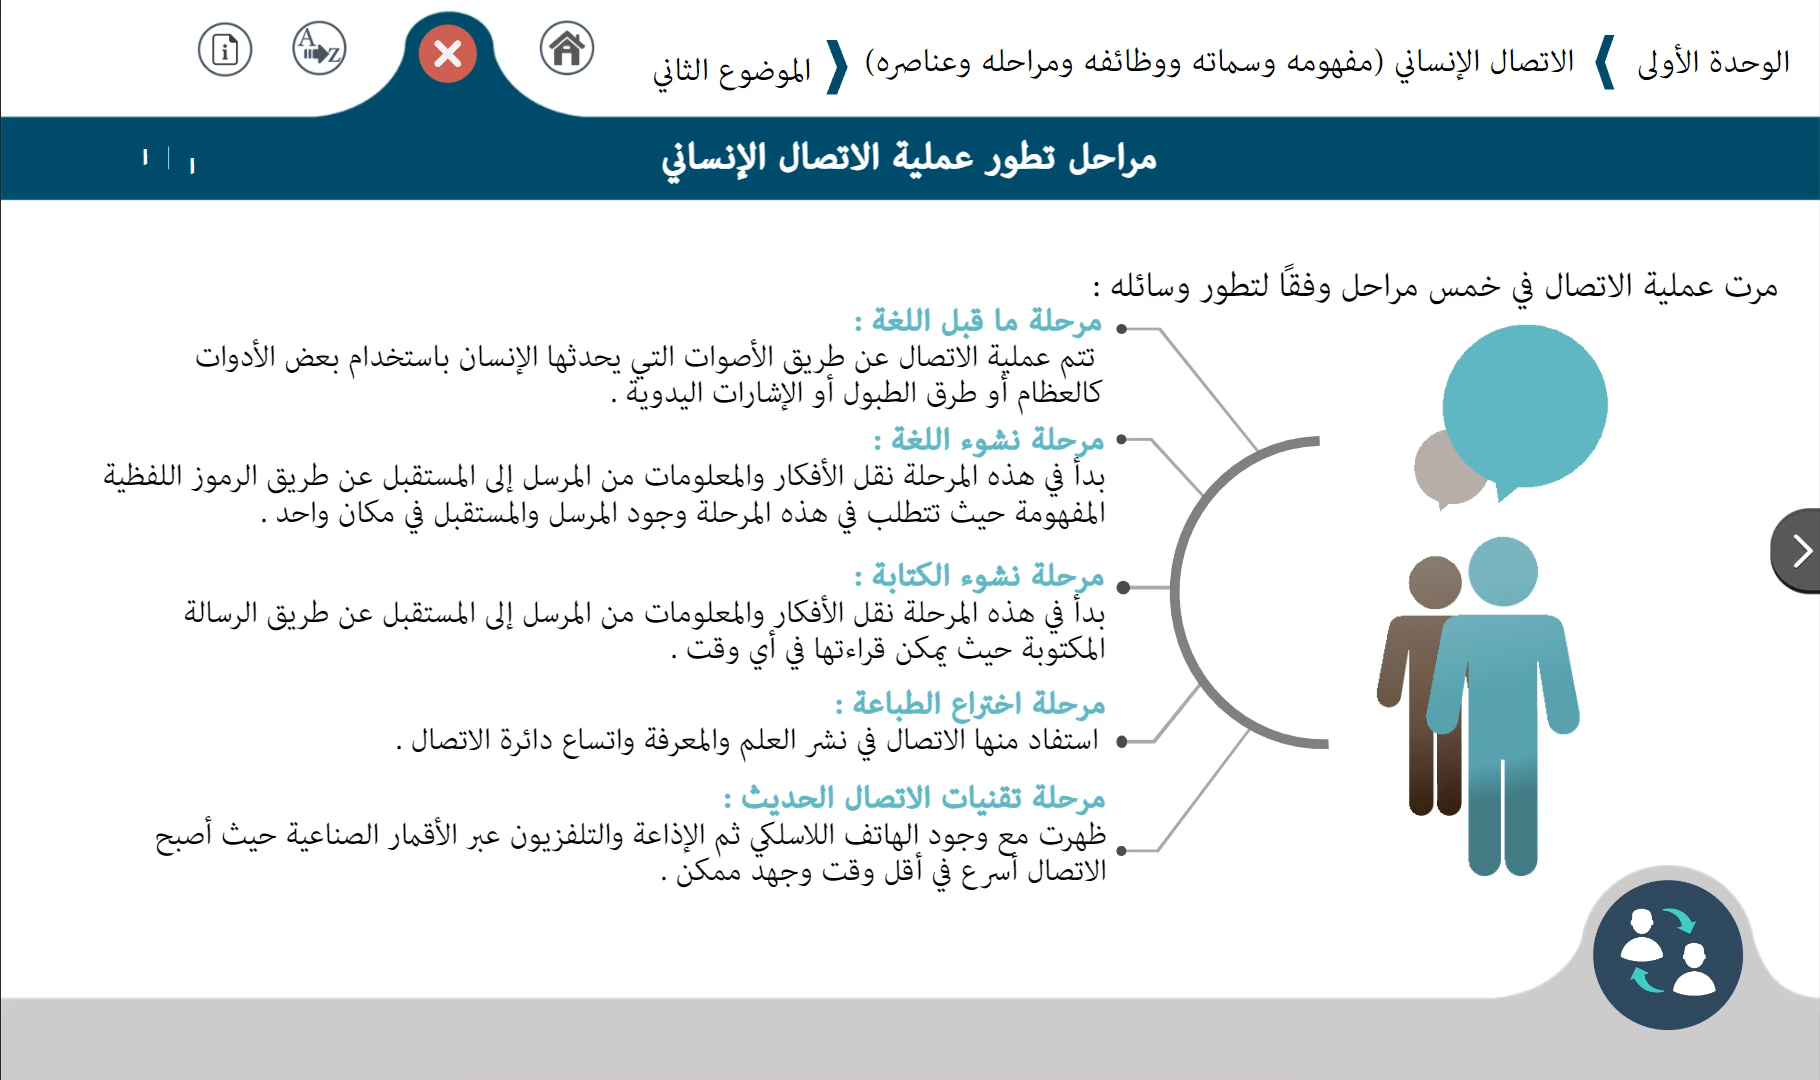 الوحدة الأولى
الاتصال الإنساني (مفهومه وسماته ووظائفه ومراحله وعناصره)
الموضوع الثاني
A
Z
i
مراحل تطور عملية الاتصال الإنساني
١ | ١
مرت عملية الاتصال في خمس مراحل وفقًا لتطور وسائله :
مرحلة ما قبل اللغة :
تتم عملية الاتصال عن طريق الأصوات التي يحدثها الإنسان باستخدام بعض الأدوات
كالعظام أو طرق الطبول أو الإشارات اليدوية .
مرحلة نشوء اللغة :
بدأ في هذه المرحلة نقل الأفكار والمعلومات من المرسل إلى المستقبل عن طريق الرموز اللفظية
المفهومة حيث تتطلب في هذه المرحلة وجود المرسل والمستقبل في مكان واحد .
مرحلة نشوء الكتابة :
بدأ في هذه المرحلة نقل الأفكار والمعلومات من المرسل إلى المستقبل عن طريق الرسالة
المكتوبة حيث يمكن قراءتها في أي وقت .
مرحلة اختراع الطباعة :
استفاد منها الاتصال في نشر العلم والمعرفة واتساع دائرة الاتصال .
مرحلة تقنيات الاتصال الحديث :
ظهرت مع وجود الهاتف اللاسلكي ثم الإذاعة والتلفزيون عبر الأقمار الصناعية حيث أصبح
الاتصال أسرع في أقل وقت وجهد ممكن .